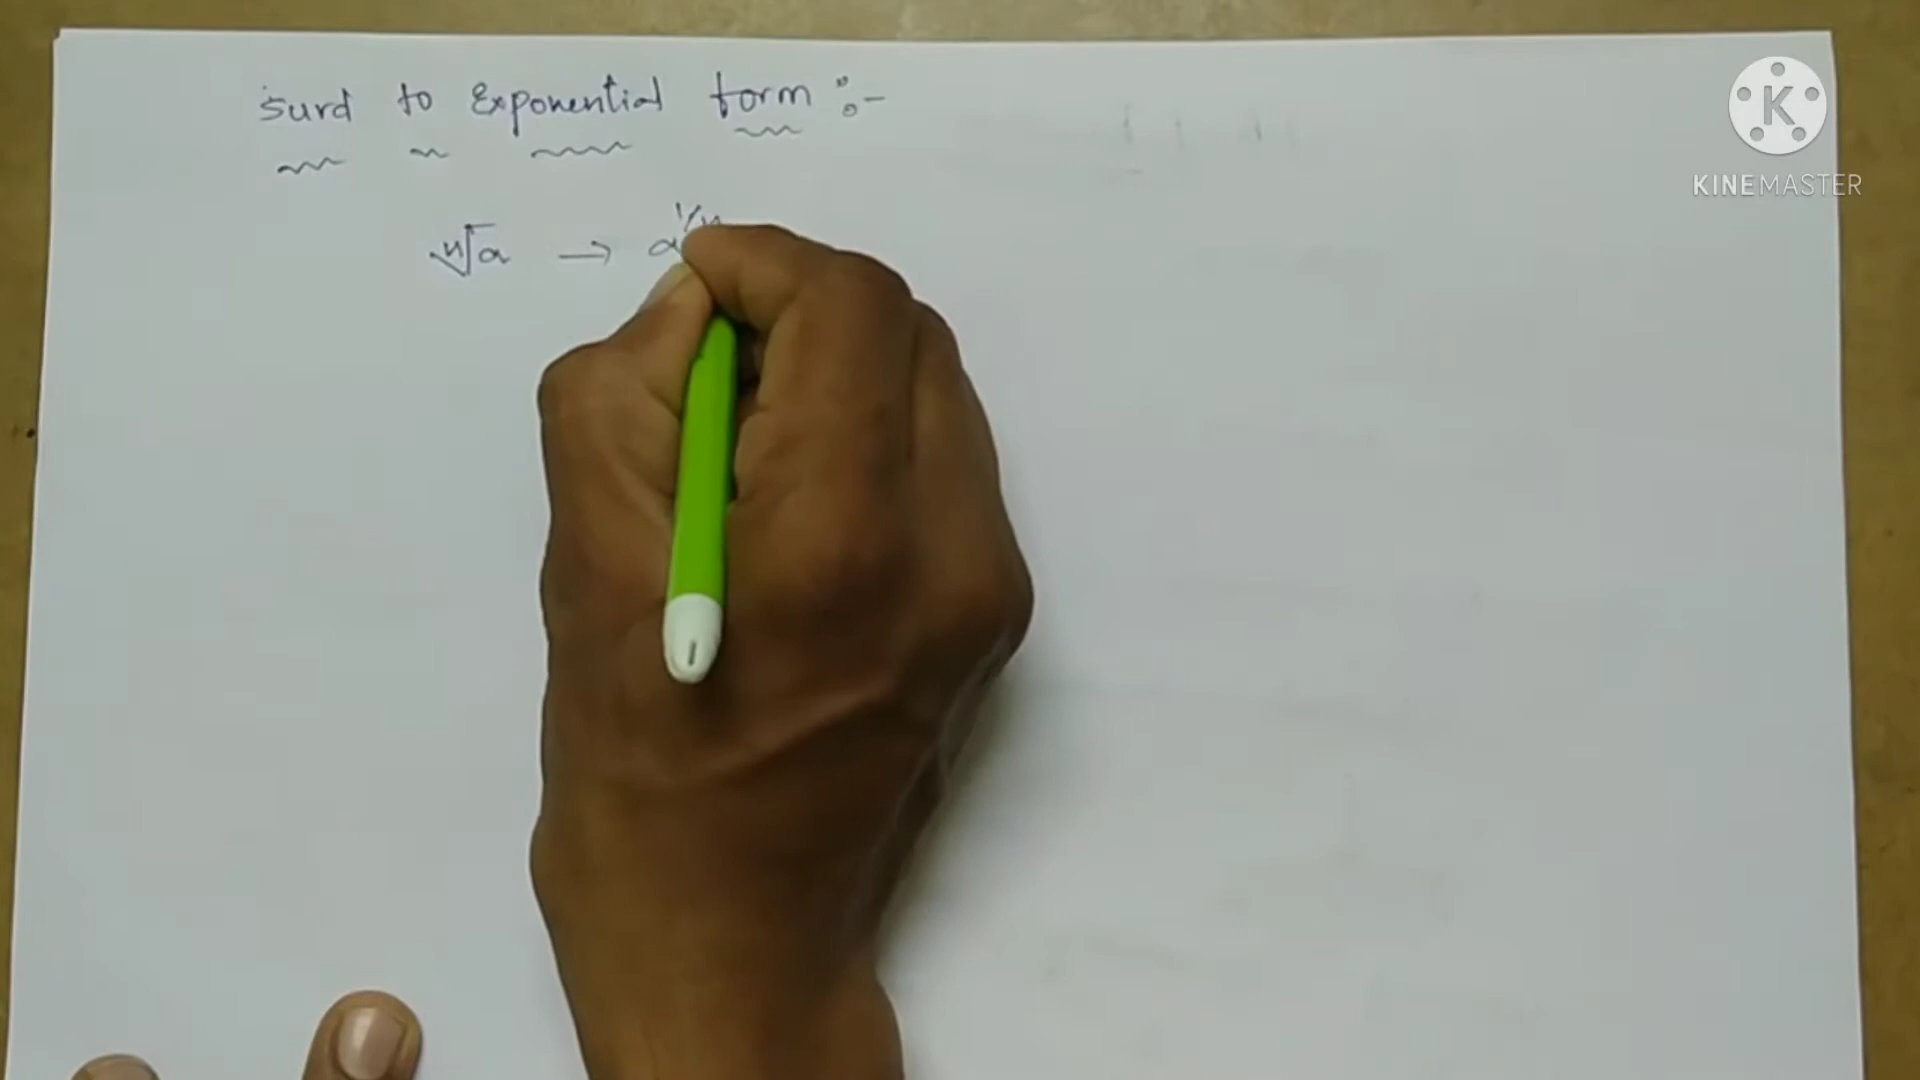 surd to Exponential form :-
ⁿ√a → a^1/n
K
KINEMASTER